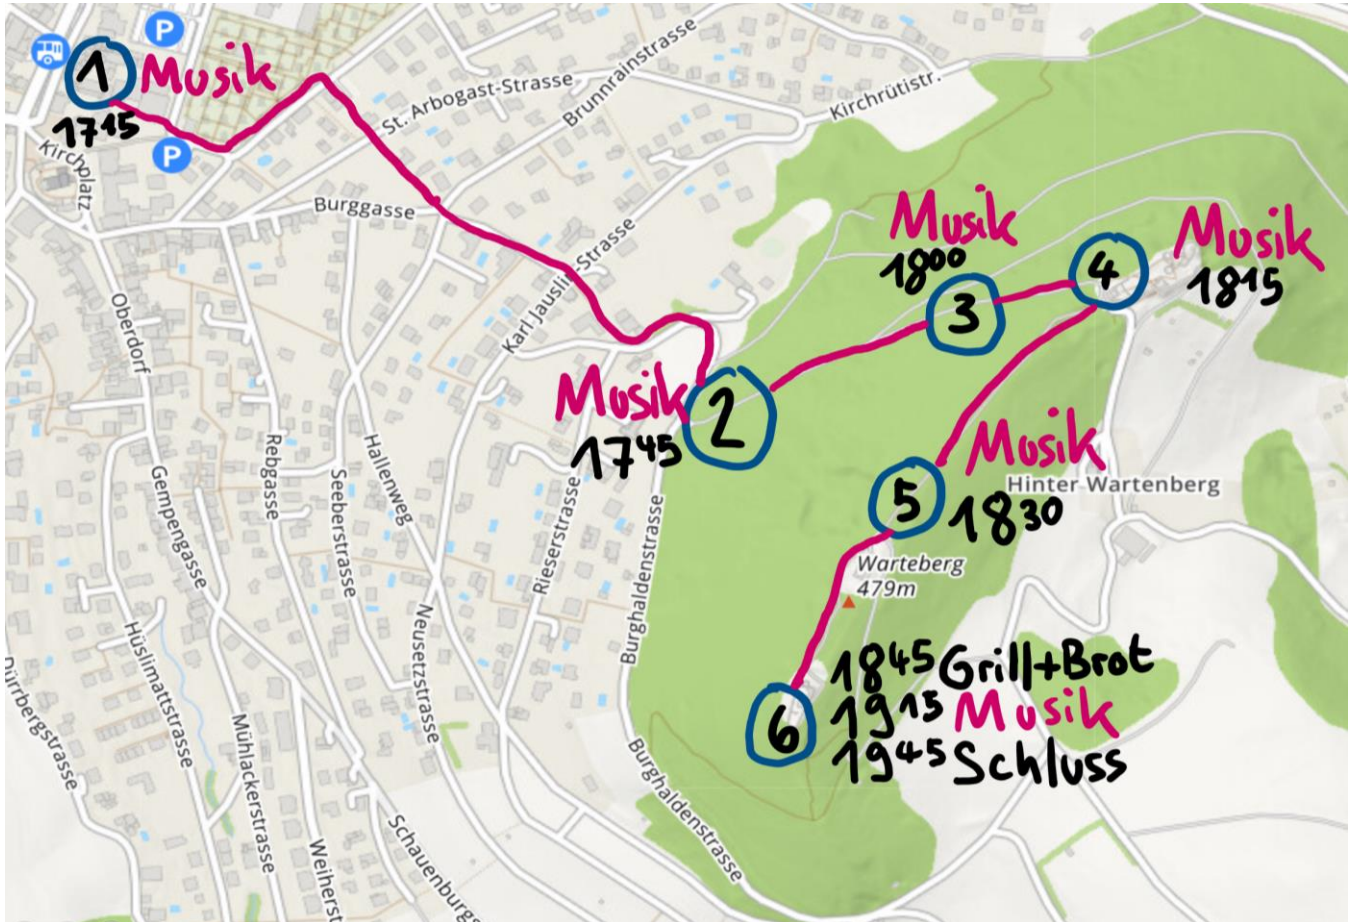 P
1 Musik
17¹⁵
P
Kirchplatz
St. Arbogast-Strasse
Brunnrainstrasse
Kirchrütistr.
Burggasse
Karl Jauslin-Strasse
Oberdorf
Musik
18⁰⁰
3
4
Musik
18¹⁵
Musik
17⁴⁵
2
Rebgasse
Gempengasse
Seeberstrasse
Hallenweg
Rieserstrasse
Burghaldenstrasse
Neusetzstrasse
5
Musik
18³⁰
Hinter Wartenberg
Warteberg
479m
Hüslimattstrasse
Dürrbergstrasse
Mühlackerstrasse
Weiherst
Schauenburgs
Burghaldenstrasse
6
18⁴⁵ Grill+Brot
19¹⁵ Musik
19⁴⁵ Schluss